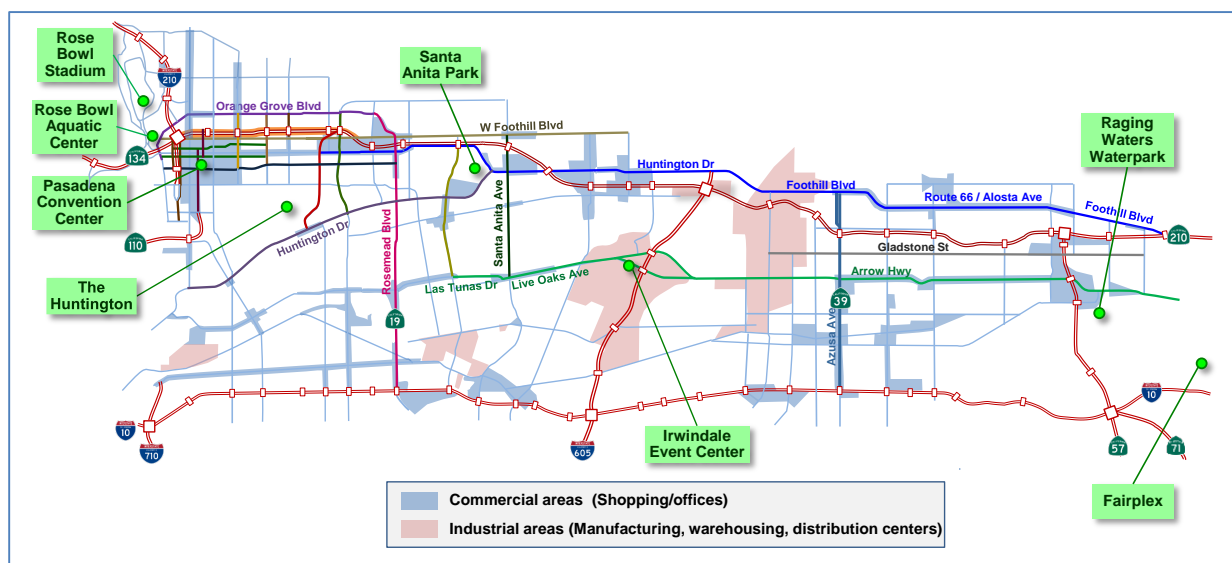 Rose
Bowl
Stadium
Rose Bowl
Aquatic
Center
Pasadena
Convention
Center
The
Huntington
Santa
Anita Park
Raging
Waters
Waterpark
Irwindale
Event Center
Fairplex
210
134
110
Orange Grove Blvd
W Foothill Blvd
Huntington Dr
Huntington Dr
Foothill Blvd
Route 66 / Alosta Ave
Foothill Blvd
210
Gladstone St
Arrow Hwy
Rosemead Blvd
Santa Anita Ave
Las Tunas Dr
Live Oaks Ave
19
39
Azusa Ave
10
710
605
10
57
71
Commercial areas (Shopping/offices)
Industrial areas (Manufacturing, warehousing, distribution centers)